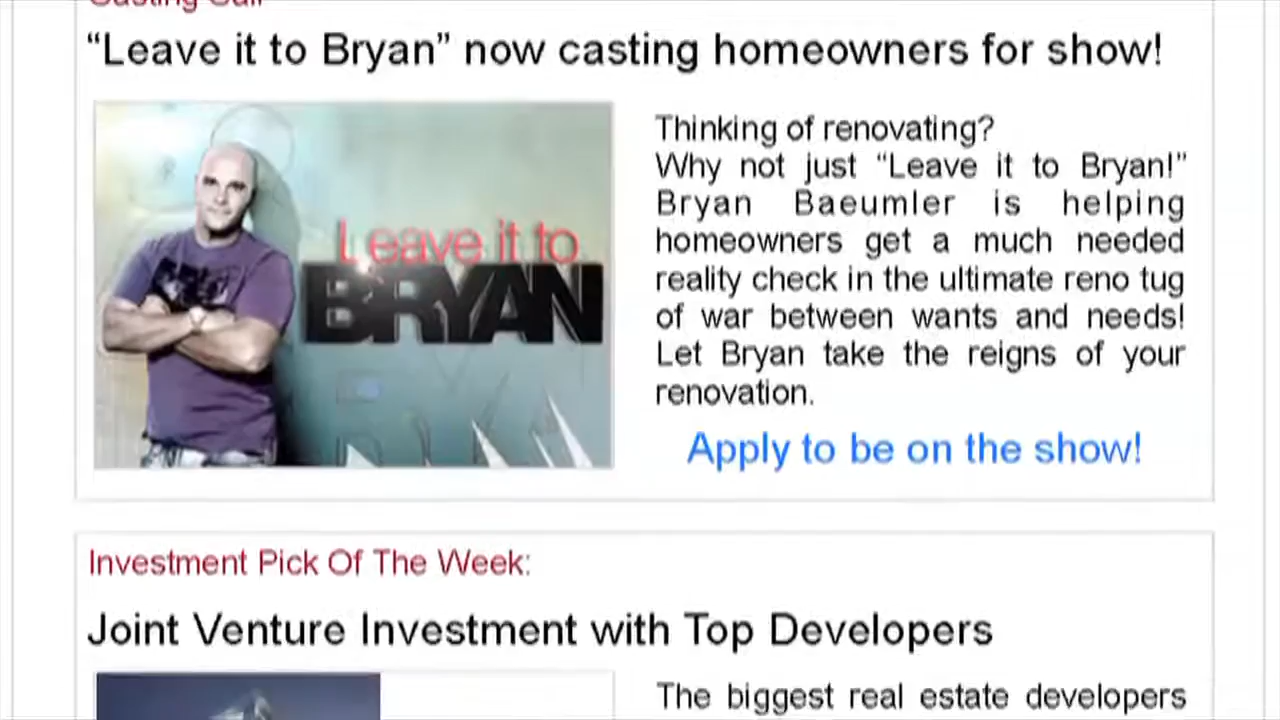 Casting Call
“Leave it to Bryan” now casting homeowners for show!
Leave it to
BRYAN
Thinking of renovating?
Why not just “Leave it to Bryan!”
Bryan Baeumler is helping
homeowners get a much needed
reality check in the ultimate reno tug
of war between wants and needs!
Let Bryan take the reigns of your
renovation.
Apply to be on the show!
Investment Pick Of The Week:
Joint Venture Investment with Top Developers
The biggest real estate developers